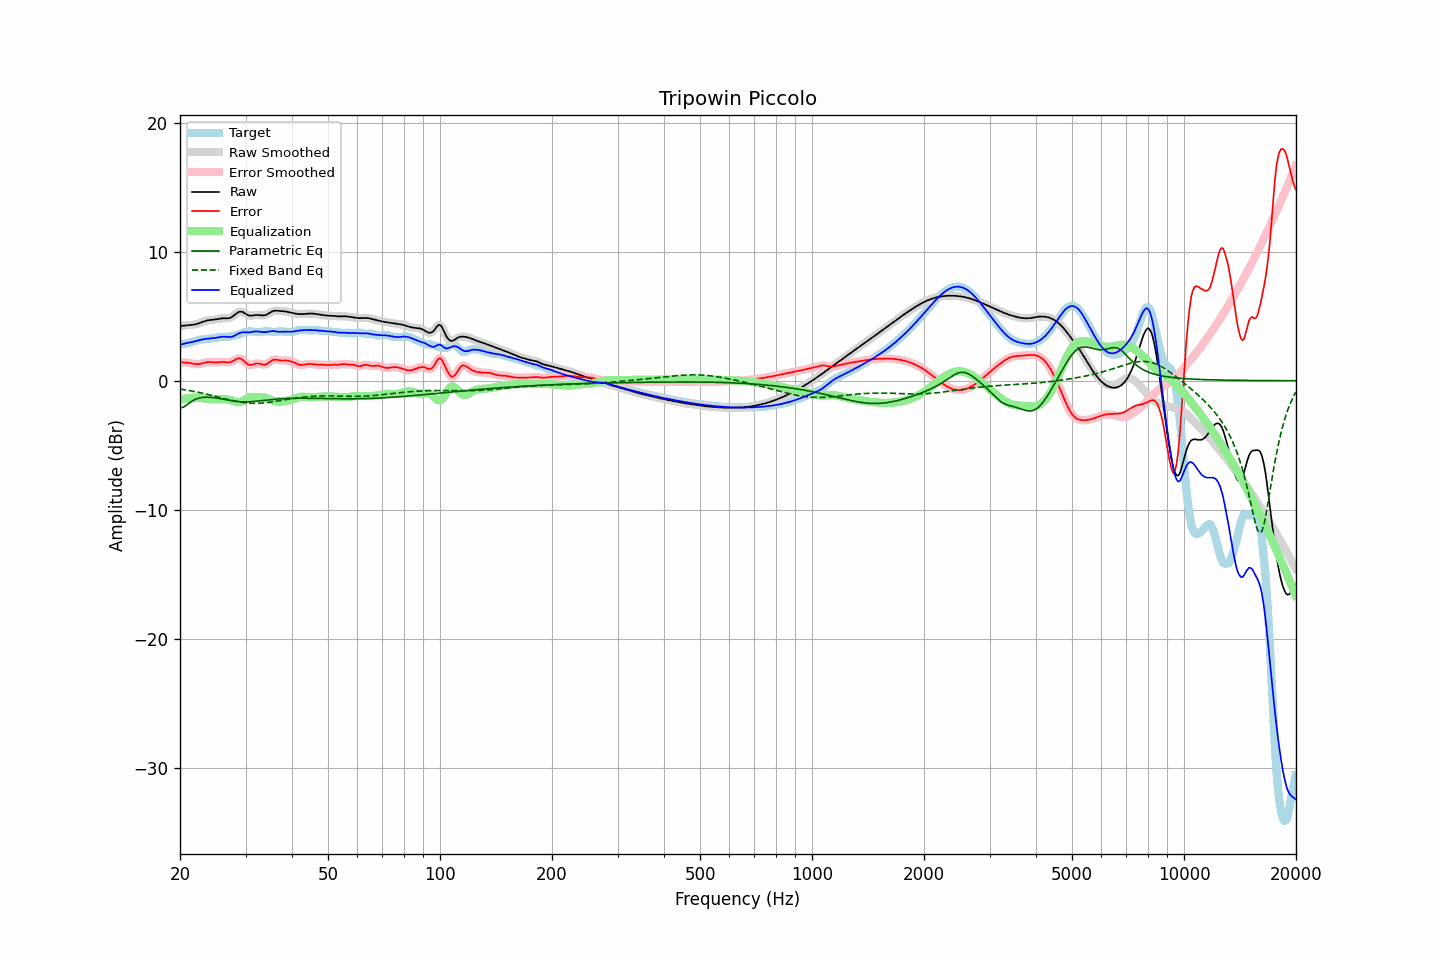 Tripowin Piccolo
Target
Raw Smoothed
Error Smoothed
Raw
Error
Equalization
Parametric Eq
Fixed Band Eq
Equalized
20
10
0
−10
−20
−30
Amplitude (dBr)
20 50 100 200 500 1000 2000 5000 10000 20000
Frequency (Hz)